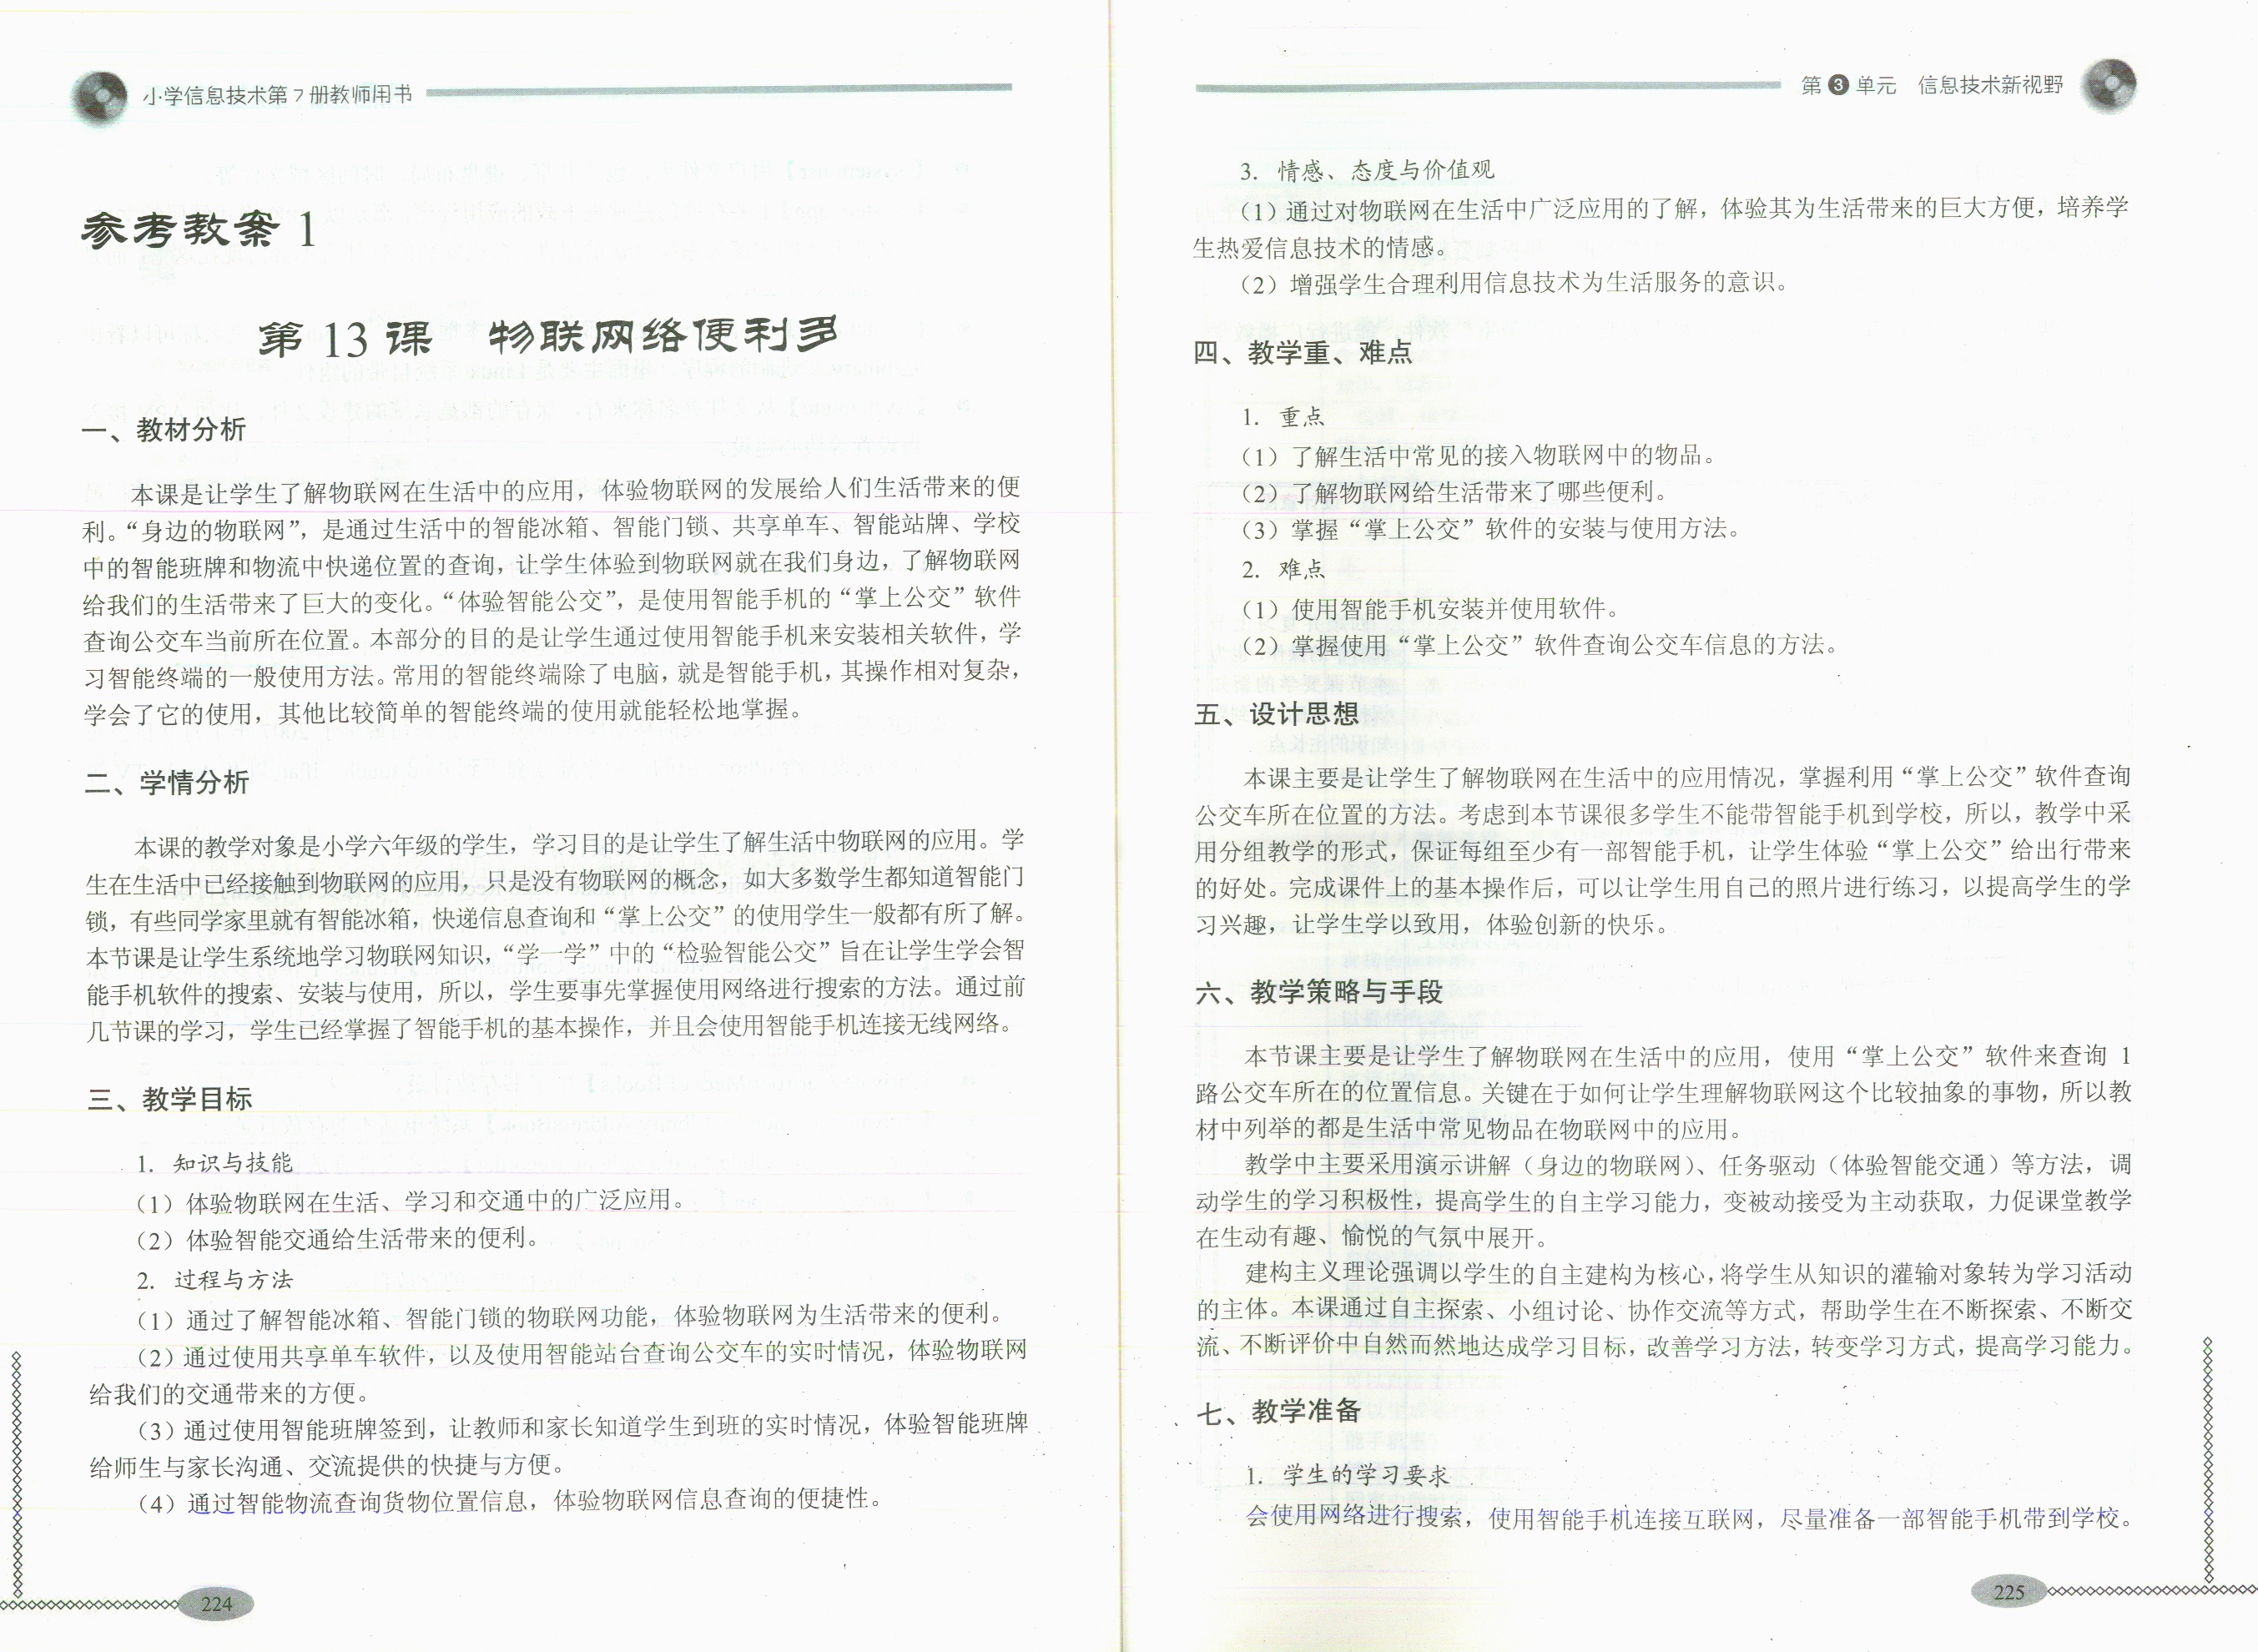 小学信息技术第7册教师用书
参考教案 1
第 13 课 物联网络便利多
一、教材分析
本课是让学生了解物联网在生活中的应用，体验物联网的发展给人们生活带来的便
利。“身边的物联网”，是通过生活中的智能冰箱、智能门锁、共享单车、智能站牌、学校
中的智能班牌和物流中快递位置的查询，让学生体验到物联网就在我们身边，了解物联网
给我们的生活带来了巨大的变化。“体验智能公交”，是使用智能手机的“掌上公交”软件
查询公交车当前所在位置。本部分的目的是让学生通过使用智能手机来安装相关软件，学
习智能终端的一般使用方法。常用的智能终端除了电脑，就是智能手机，其操作相对复杂，
学会了它的使用，其他比较简单的智能终端的使用就能轻松地掌握。
二、学情分析
本课的教学对象是小学六年级的学生，学习目的是让学生了解生活中物联网的应用。学
生在生活中已经接触到物联网的应用，只是没有物联网的概念，如大多数学生都知道智能门
锁，有些同学家里就有智能冰箱，快递信息查询和“掌上公交”的使用学生一般都有所了解。
本节课是让学生系统地学习物联网知识，“学一学”中的“检验智能公交”旨在让学生学会智
能手机软件的搜索、安装与使用，所以，学生要事先掌握使用网络进行搜索的方法。通过前
几节课的学习，学生已经掌握了智能手机的基本操作，并且会使用智能手机连接无线网络。
三、教学目标
1. 知识与技能
（1）体验物联网在生活、学习和交通中的广泛应用。
（2）体验智能交通给生活带来的便利。
2. 过程与方法
（1）通过了解智能冰箱、智能门锁的物联网功能，体验物联网为生活带来的便利。
（2）通过使用共享单车软件，以及使用智能站台查询公交车的实时情况，体验物联网
给我们的交通带来的方便。
（3）通过使用智能班牌签到，让教师和家长知道学生到班的实时情况，体验智能班牌
给师生与家长沟通、交流提供的快捷与方便。
（4）通过智能物流查询货物位置信息，体验物联网信息查询的便捷性。
224
第 3 单元 信息技术新视野
3. 情感、态度与价值观
（1）通过对物联网在生活中广泛应用的了解，体验其为生活带来的巨大方便，培养学
生热爱信息技术的情感。
（2）增强学生合理利用信息技术为生活服务的意识。
四、教学重、难点
1. 重点
（1）了解生活中常见的接入物联网中的物品。
（2）了解物联网给生活带来了哪些便利。
（3）掌握“掌上公交”软件的安装与使用方法。
2. 难点
（1）使用智能手机安装并使用软件。
（2）掌握使用“掌上公交”软件查询公交车信息的方法。
五、设计思想
本课主要是让学生了解物联网在生活中的应用情况，掌握利用“掌上公交”软件查询
公交车所在位置的方法。考虑到本节课很多学生不能带智能手机到学校，所以，教学中采
用分组教学的形式，保证每组至少有一部智能手机，让学生体验“掌上公交”给出行带来
的好处。完成课件上的基本操作后，可以让学生用自己的照片进行练习，以提高学生的学
习兴趣，让学生学以致用，体验创新的快乐。
六、教学策略与手段
本节课主要是让学生了解物联网在生活中的应用，使用“掌上公交”软件来查询 1
路公交车所在的位置信息。关键在于如何让学生理解物联网这个比较抽象的事物，所以教
材中列举的都是生活中常见物品在物联网中的应用。
教学中主要采用演示讲解（身边的物联网）、任务驱动（体验智能交通）等方法，调
动学生的学习积极性，提高学生的自主学习能力，变被动接受为主动获取，力促课堂教学
在生动有趣、愉悦的气氛中展开。
建构主义理论强调以学生的自主建构为核心，将学生从知识的灌输对象转为学习活动
的主体。本课通过自主探索、小组讨论、协作交流等方式，帮助学生在不断探索、不断交
流、不断评价中自然而然地达成学习目标，改善学习方法，转变学习方式，提高学习能力。
七、教学准备
1. 学生的学习要求
会使用网络进行搜索，使用智能手机连接互联网，尽量准备一部智能手机带到学校。
225